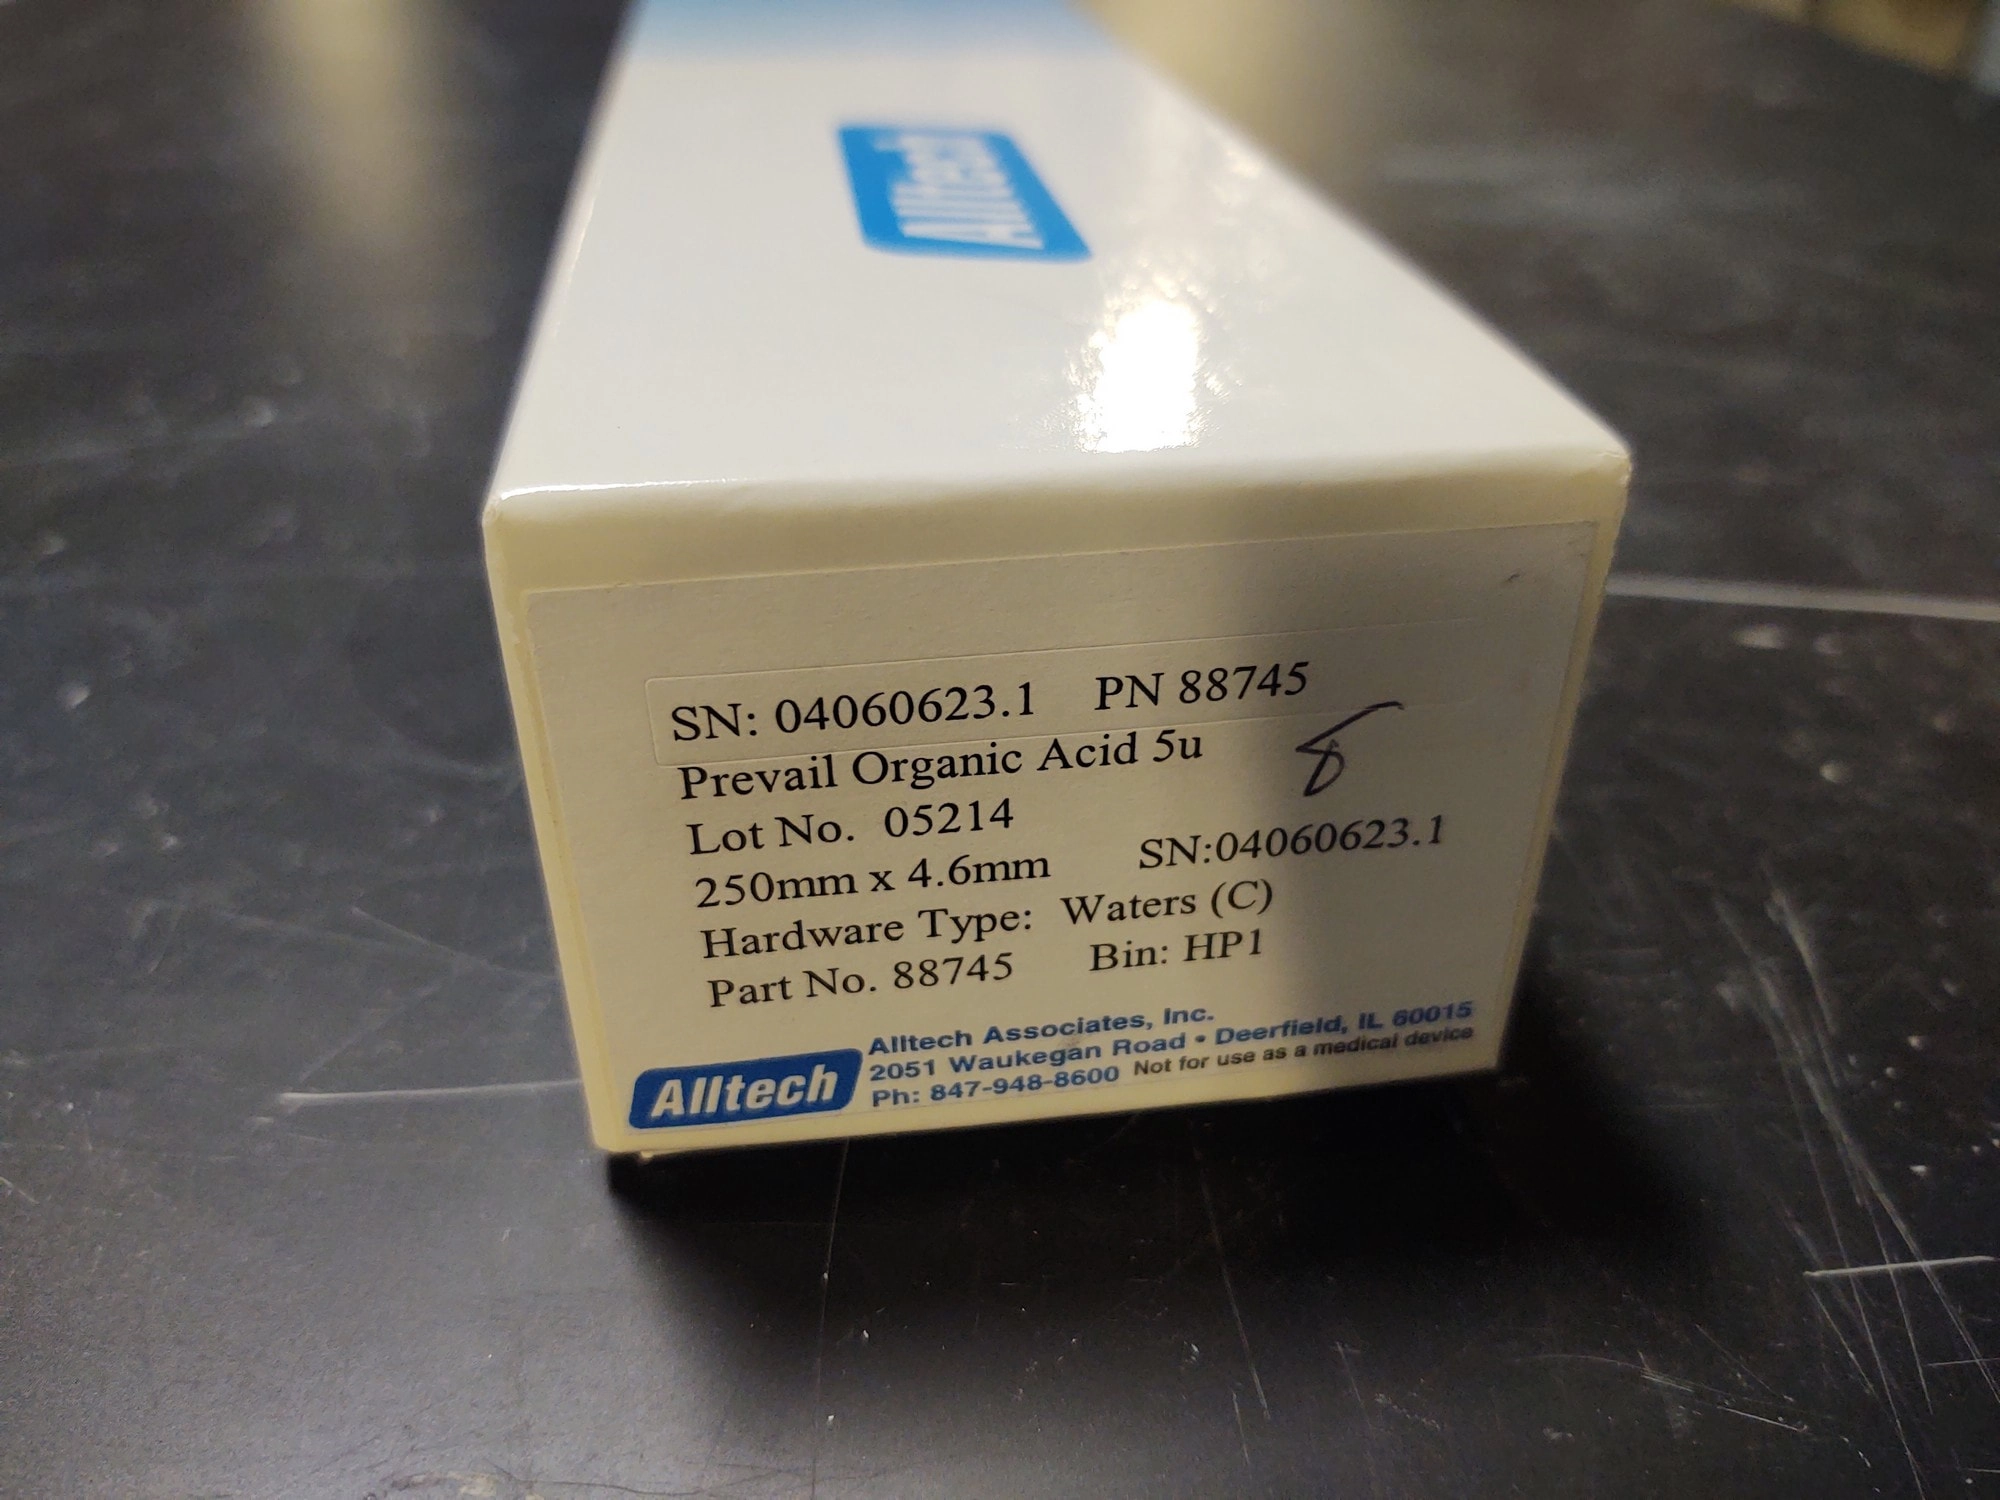 Alltech
SN: 04060623.1 PN 88745
Prevail Organic Acid 5u 8
Lot No. 05214
250mm x 4.6mm SN:04060623.1
Hardware Type: Waters (C)
Part No. 88745 Bin: HP1
Alltech
Alltech Associates, Inc.
2051 Waukegan Road • Deerfield, IL 60015
Ph: 847-948-8600 Not for use as a medical device